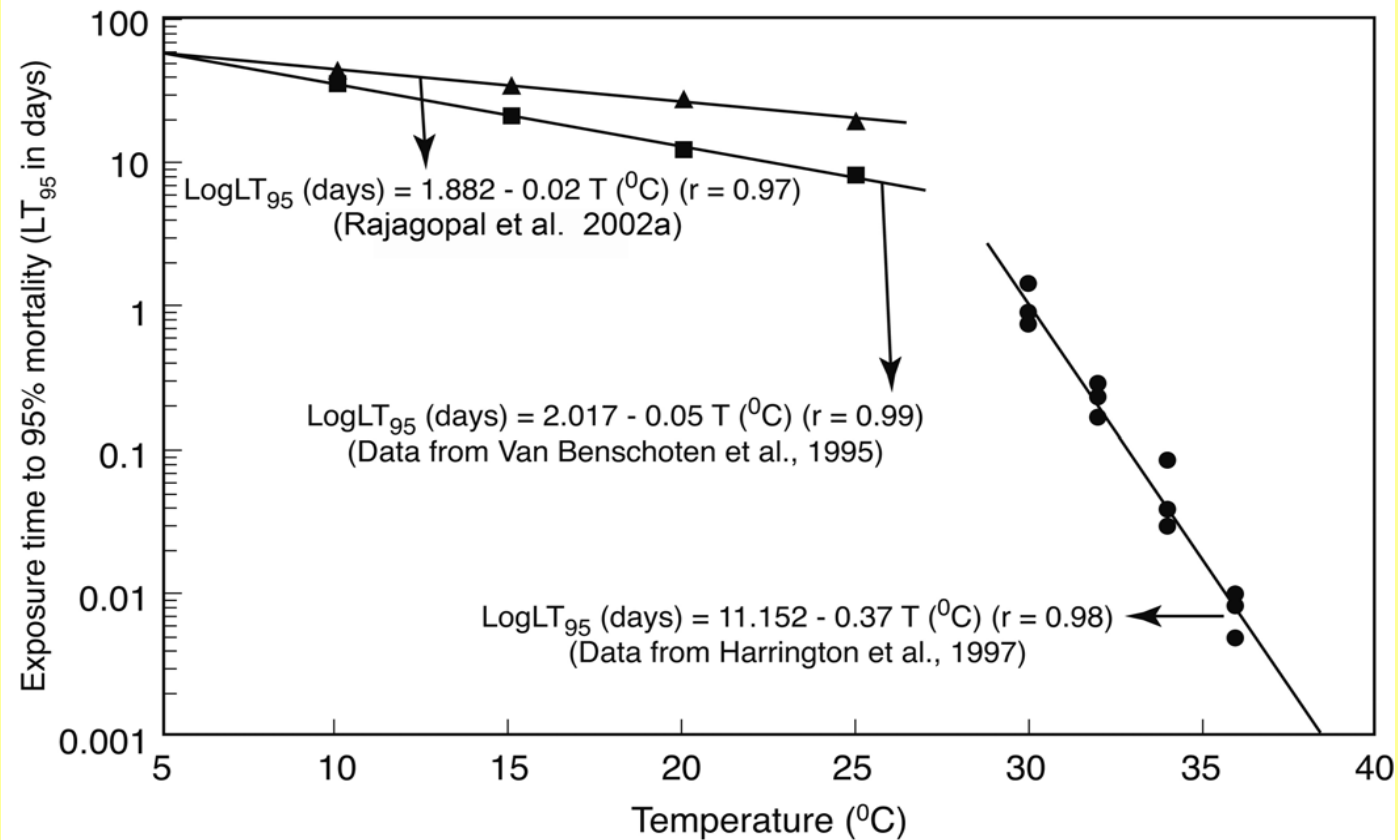 Exposure time to 95% mortality (LT95 in days)
100
10
1
0.1
0.01
0.001
LogLT95 (days) = 1.882 - 0.02 T (0C) (r = 0.97)
(Rajagopal et al. 2002a)
LogLT95 (days) = 2.017 - 0.05 T (0C) (r = 0.99)
(Data from Van Benschoten et al., 1995)
LogLT95 (days) = 11.152 - 0.37 T (0C) (r = 0.98)
(Data from Harrington et al., 1997)
5 10 15 20 25 30 35 40
Temperature (0C)